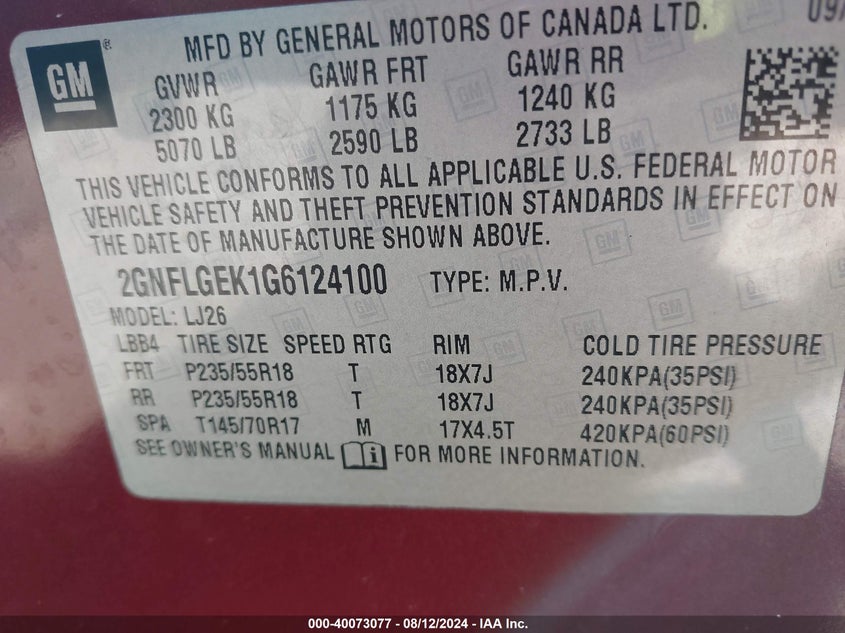 09/
GM
MFD BY GENERAL MOTORS OF CANADA LTD.
GVWR GAWR FRT GAWR RR
2300 KG 1175 KG 1240 KG
5070 LB 2590 LB 2733 LB
THIS VEHICLE CONFORMS TO ALL APPLICABLE U.S. FEDERAL MOTOR
VEHICLE SAFETY AND THEFT PREVENTION STANDARDS IN EFFECT ON
THE DATE OF MANUFACTURE SHOWN ABOVE.
2GNFLGEK1G6124100 TYPE: M.P.V.
MODEL: LJ26
LBB4 TIRE SIZE SPEED RTG RIM COLD TIRE PRESSURE
FRT P235/55R18 T 18X7J 240KPA(35PSI)
RR P235/55R18 T 18X7J 240KPA(35PSI)
SPA T145/70R17 M 17X4.5T 420KPA(60PSI)
SEE OWNER'S MANUAL i FOR MORE INFORMATION.
000-40073077 - 08/12/2024 - IAA Inc.